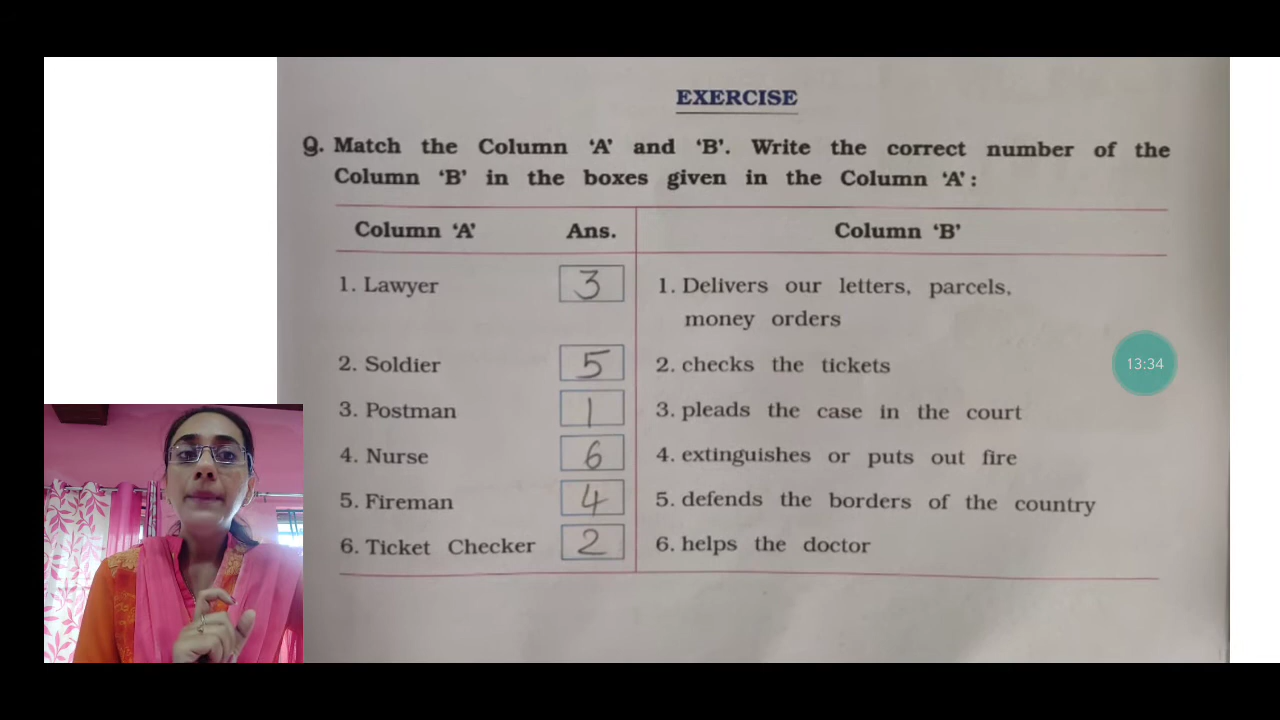 EXERCISE
Q. Match the Column ‘A’ and ‘B’. Write the correct number of the
Column ‘B’ in the boxes given in the Column ‘A’ :
Column ‘A’ Ans. Column ‘B’
1. Lawyer 3 1. Delivers our letters, parcels,
money orders
2. Soldier 5 2. checks the tickets
13:34
3. Postman 1 3. pleads the case in the court
4. Nurse 6 4. extinguishes or puts out fire
5. Fireman 4 5. defends the borders of the country
6. Ticket Checker 2 6. helps the doctor